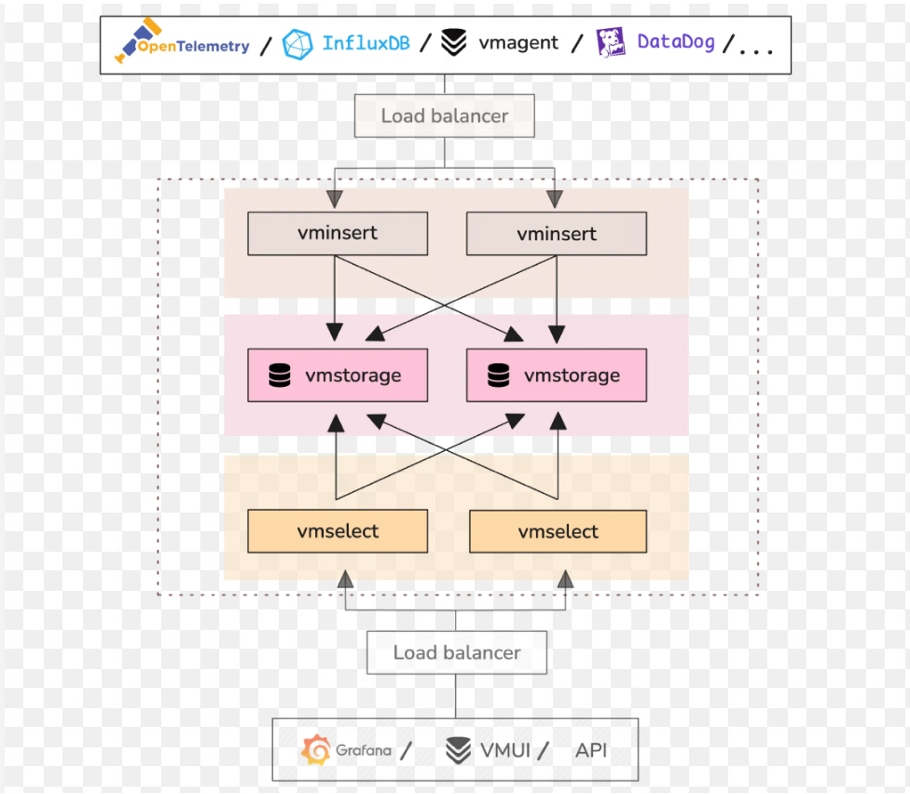 OpenTelemetry / InfluxDB / vmagent / DataDog /...
Load balancer
vminsert vminsert
vmstorage vmstorage
vmselect vmselect
Load balancer
Grafana / VMUI / API